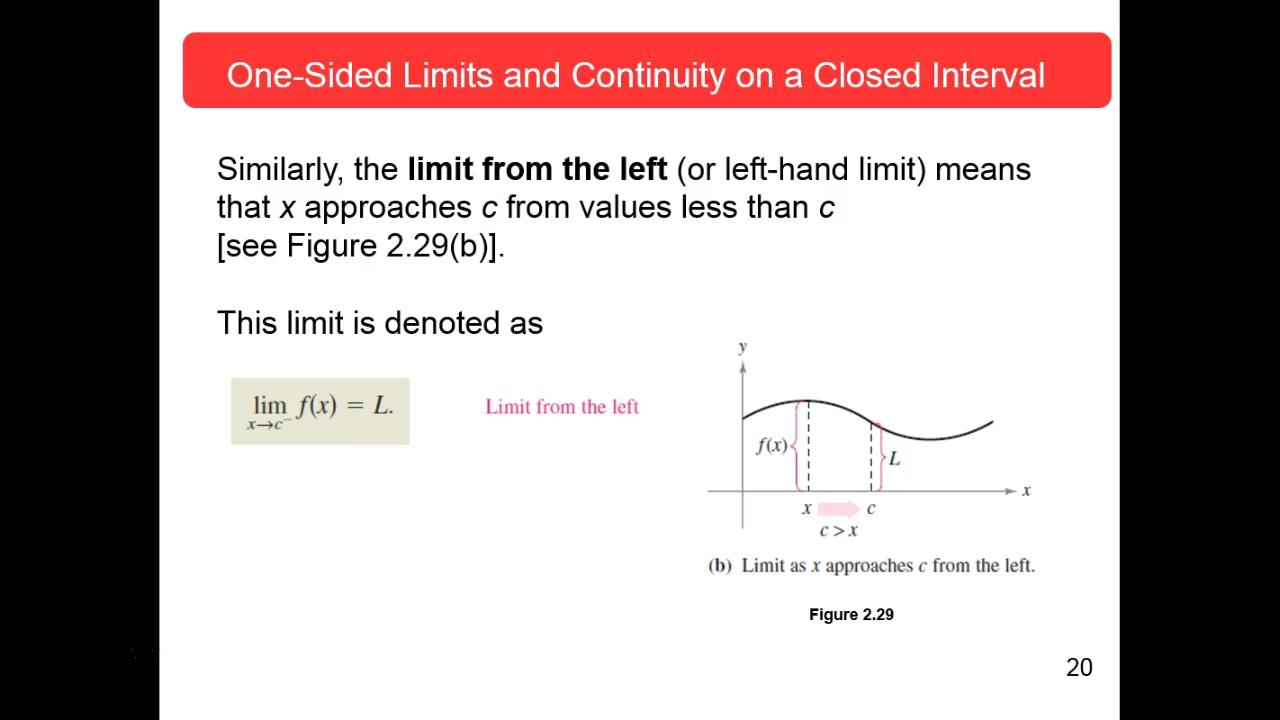 One-Sided Limits and Continuity on a Closed Interval
Similarly, the limit from the left (or left-hand limit) means
that x approaches c from values less than c
[see Figure 2.29(b)].
This limit is denoted as
lim f(x) = L.
x→c⁻
Limit from the left
y
f(x)
L
x
x
c
c > x
(b) Limit as x approaches c from the left.
Figure 2.29
20